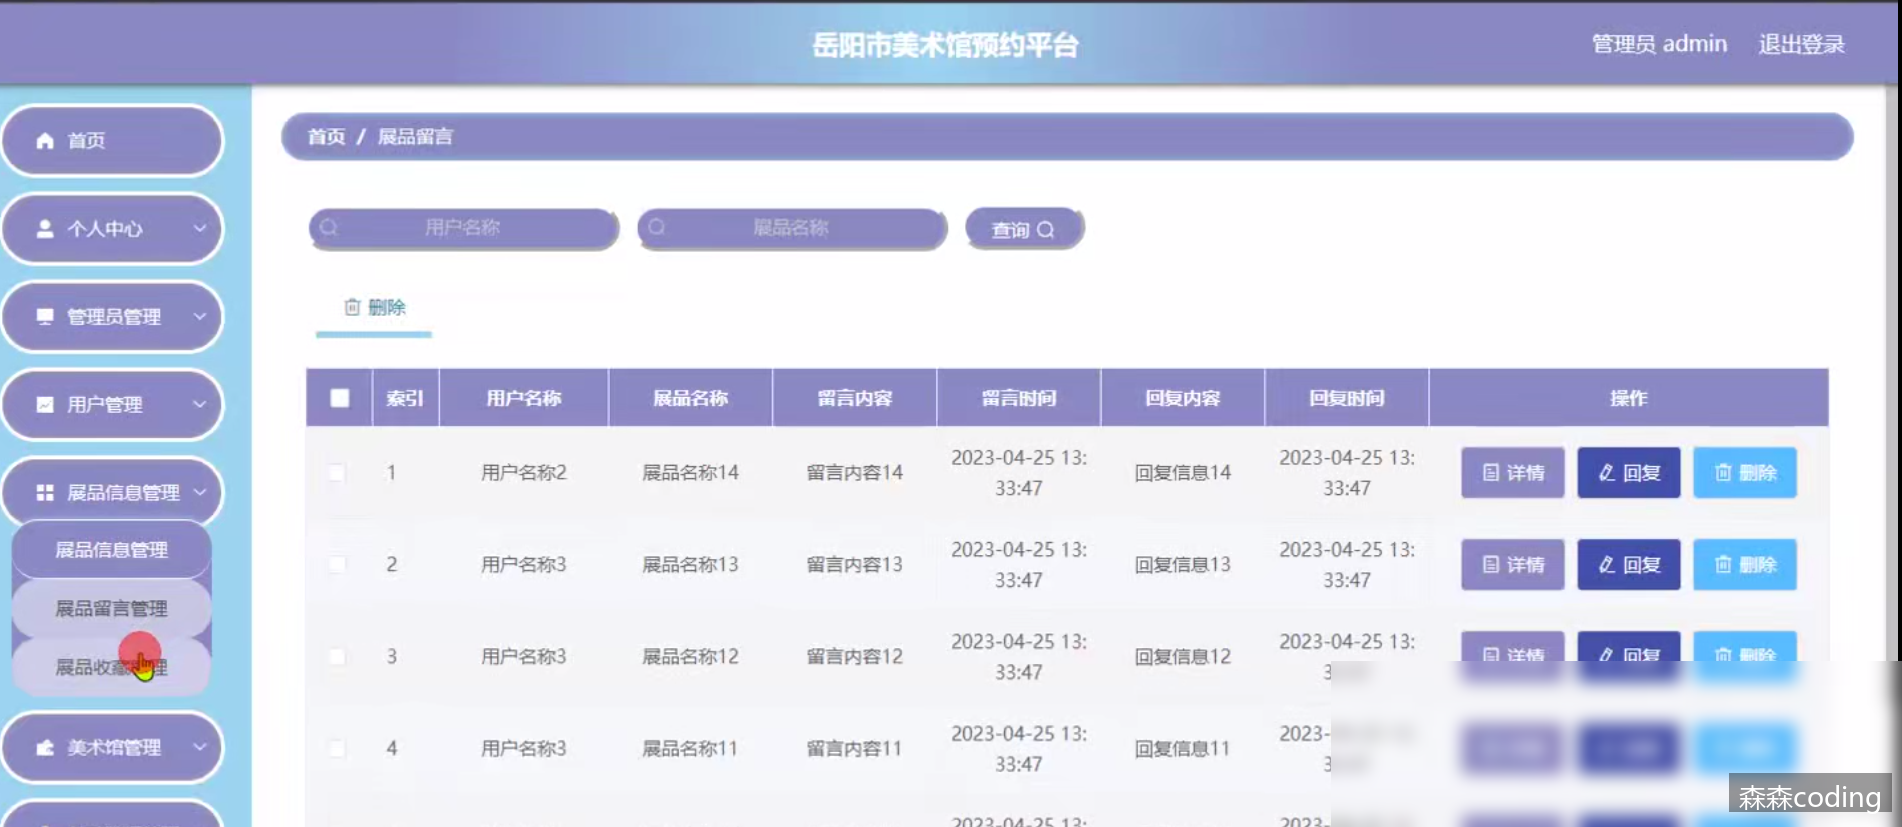 岳阳市美术馆预约平台
管理员 admin 退出登录
首页
个人中心
管理员管理
用户管理
展品信息管理
展品信息管理
展品留言管理
展品收藏管理
美术馆管理
首页 / 展品留言
用户名称 展品名称 查询
删除
索引 用户名称 展品名称 留言内容 留言时间 回复内容 回复时间 操作
1 用户名称2 展品名称14 留言内容14 2023-04-25 13:33:47 回复信息14 2023-04-25 13:33:47 详情 回复 删除
2 用户名称3 展品名称13 留言内容13 2023-04-25 13:33:47 回复信息13 2023-04-25 13:33:47 详情 回复 删除
3 用户名称3 展品名称12 留言内容12 2023-04-25 13:33:47 回复信息12 2023-04-25 13:3 详情 回复 删除
4 用户名称3 展品名称11 留言内容11 2023-04-25 13:33:47 回复信息11 2023- 3
2023-04-25 13: 2023-
森森coding